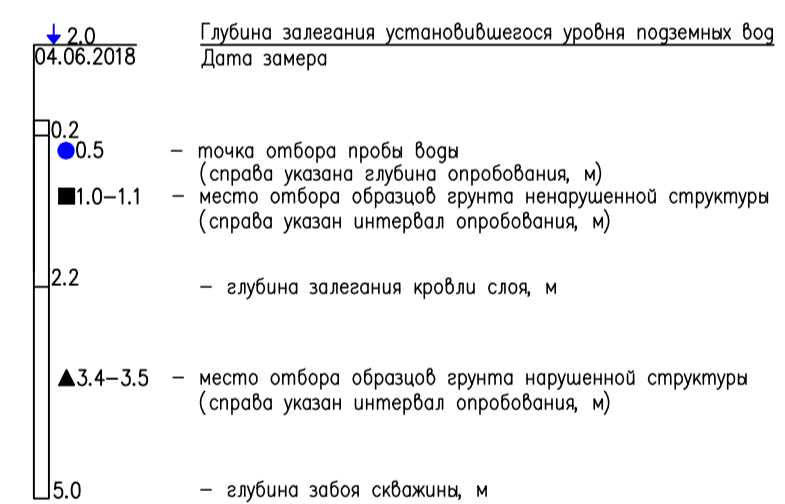 2.0 Глубина залегания установившегося уровня подземных вод
04.06.2018 Дата замера
0.2
0.5 – точка отбора пробы воды
(справа указана глубина опробования, м)
1.0–1.1 – место отбора образцов грунта ненарушенной структуры
(справа указан интервал опробования, м)
2.2 – глубина залегания кровли слоя, м
3.4–3.5 – место отбора образцов грунта нарушенной структуры
(справа указан интервал опробования, м)
5.0 – глубина забоя скважины, м